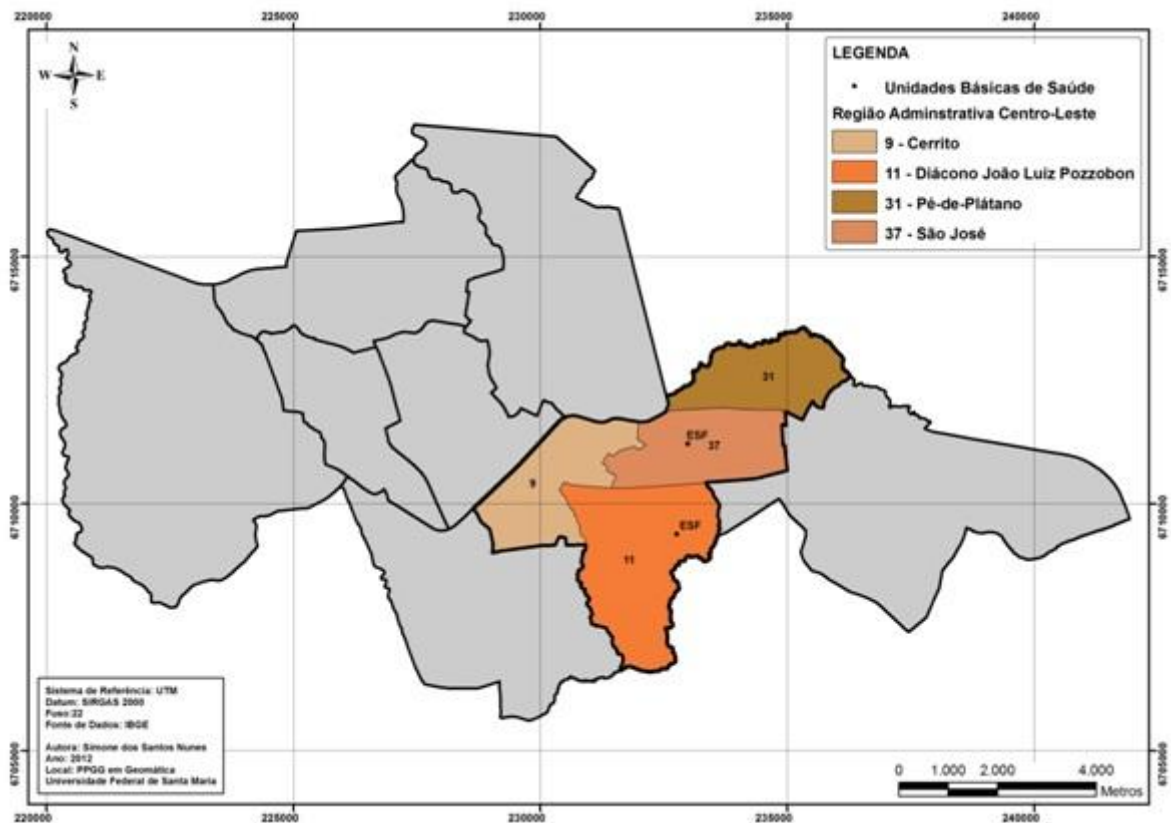 220000 225000 230000 235000 240000
N
W E
S
LEGENDA
Unidades Básicas de Saúde
Região Adminstrativa Centro-Leste
9 - Cerrito
11 - Diácono João Luiz Pozzobon
31 - Pé-de-Plátano
37 - São José
6715000 6715000
31
ESF
37
9
6710000 6710000
ESF
11
Sistema de Referência: UTM
Datum: SIRGAS 2000
Fuso:22
Fonte de Dados: IBGE
Autora: Simone dos Santos Nunes
Ano: 2012
Local: PPGG em Geomática
Universidade Federal de Santa Maria
6705000 6705000
0 1.000 2.000 4.000
Metros
220000 225000 230000 235000 240000